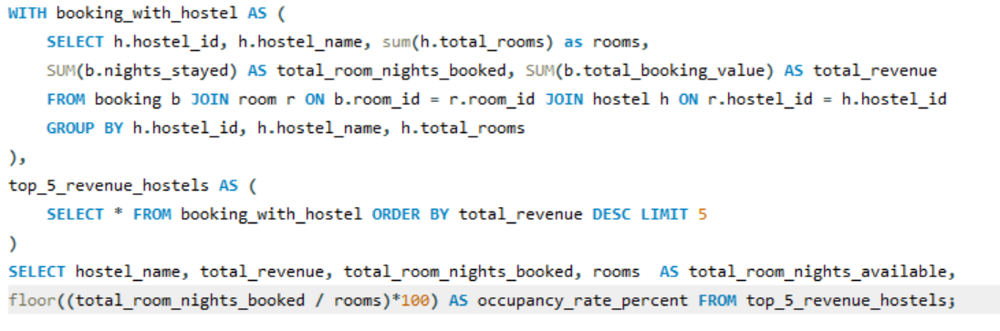 WITH booking_with_hostel AS (
SELECT h.hostel_id, h.hostel_name, sum(h.total_rooms) as rooms,
SUM(b.nights_stayed) AS total_room_nights_booked, SUM(b.total_booking_value) AS total_revenue
FROM booking b JOIN room r ON b.room_id = r.room_id JOIN hostel h ON r.hostel_id = h.hostel_id
GROUP BY h.hostel_id, h.hostel_name, h.total_rooms
),
top_5_revenue_hostels AS (
SELECT * FROM booking_with_hostel ORDER BY total_revenue DESC LIMIT 5
)
SELECT hostel_name, total_revenue, total_room_nights_booked, rooms  AS total_room_nights_available,
floor((total_room_nights_booked / rooms)*100) AS occupancy_rate_percent FROM top_5_revenue_hostels;